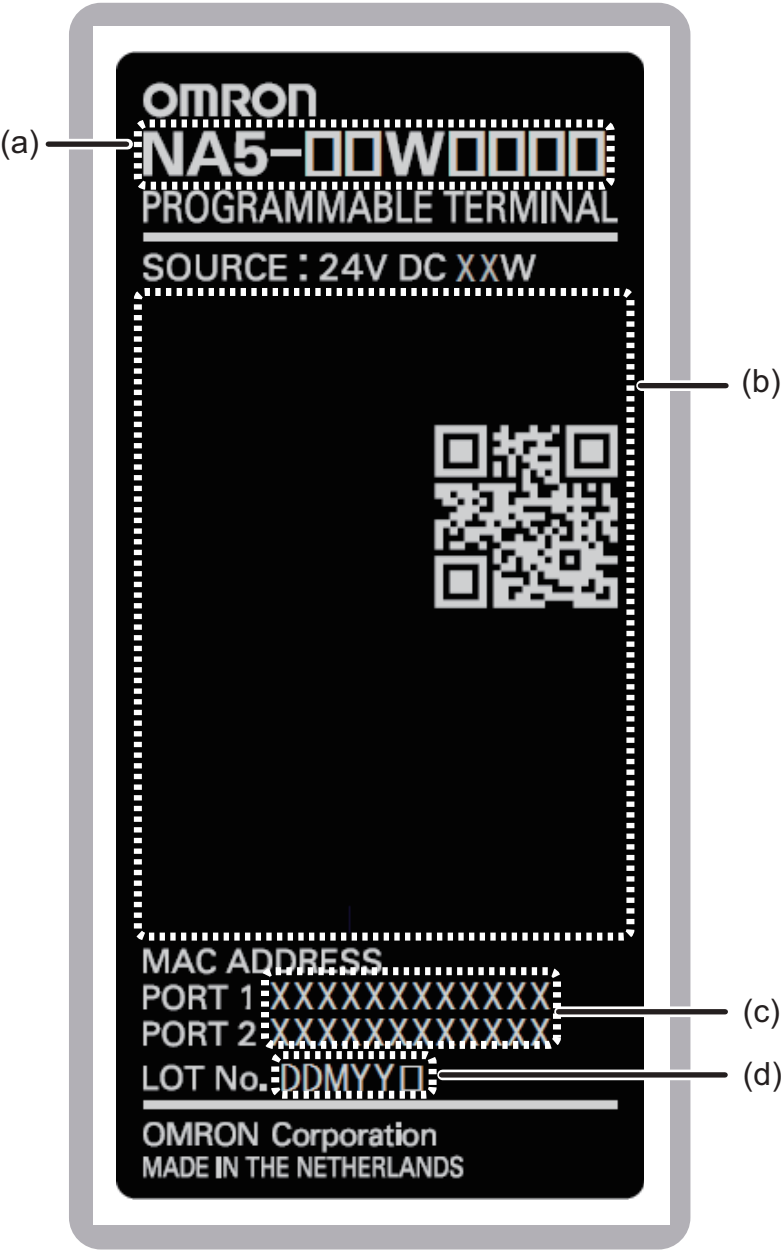 OMRON
(a)
NA5-□□W□□□□
PROGRAMMABLE TERMINAL
SOURCE : 24V DC XXW
(b)
MAC ADDRESS
PORT 1 XXXXXXXXXXXX
(c)
PORT 2 XXXXXXXXXXXX
LOT No. DDMYY□
(d)
OMRON Corporation
MADE IN THE NETHERLANDS